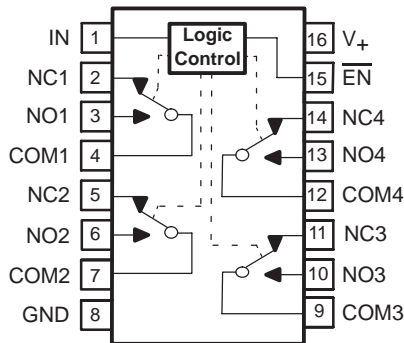 IN 1 Logic Control 16 V+
15 EN
NC1 2
14 NC4
NO1 3
13 NO4
COM1 4
12 COM4
NC2 5
11 NC3
NO2 6
10 NO3
COM2 7
9 COM3
GND 8